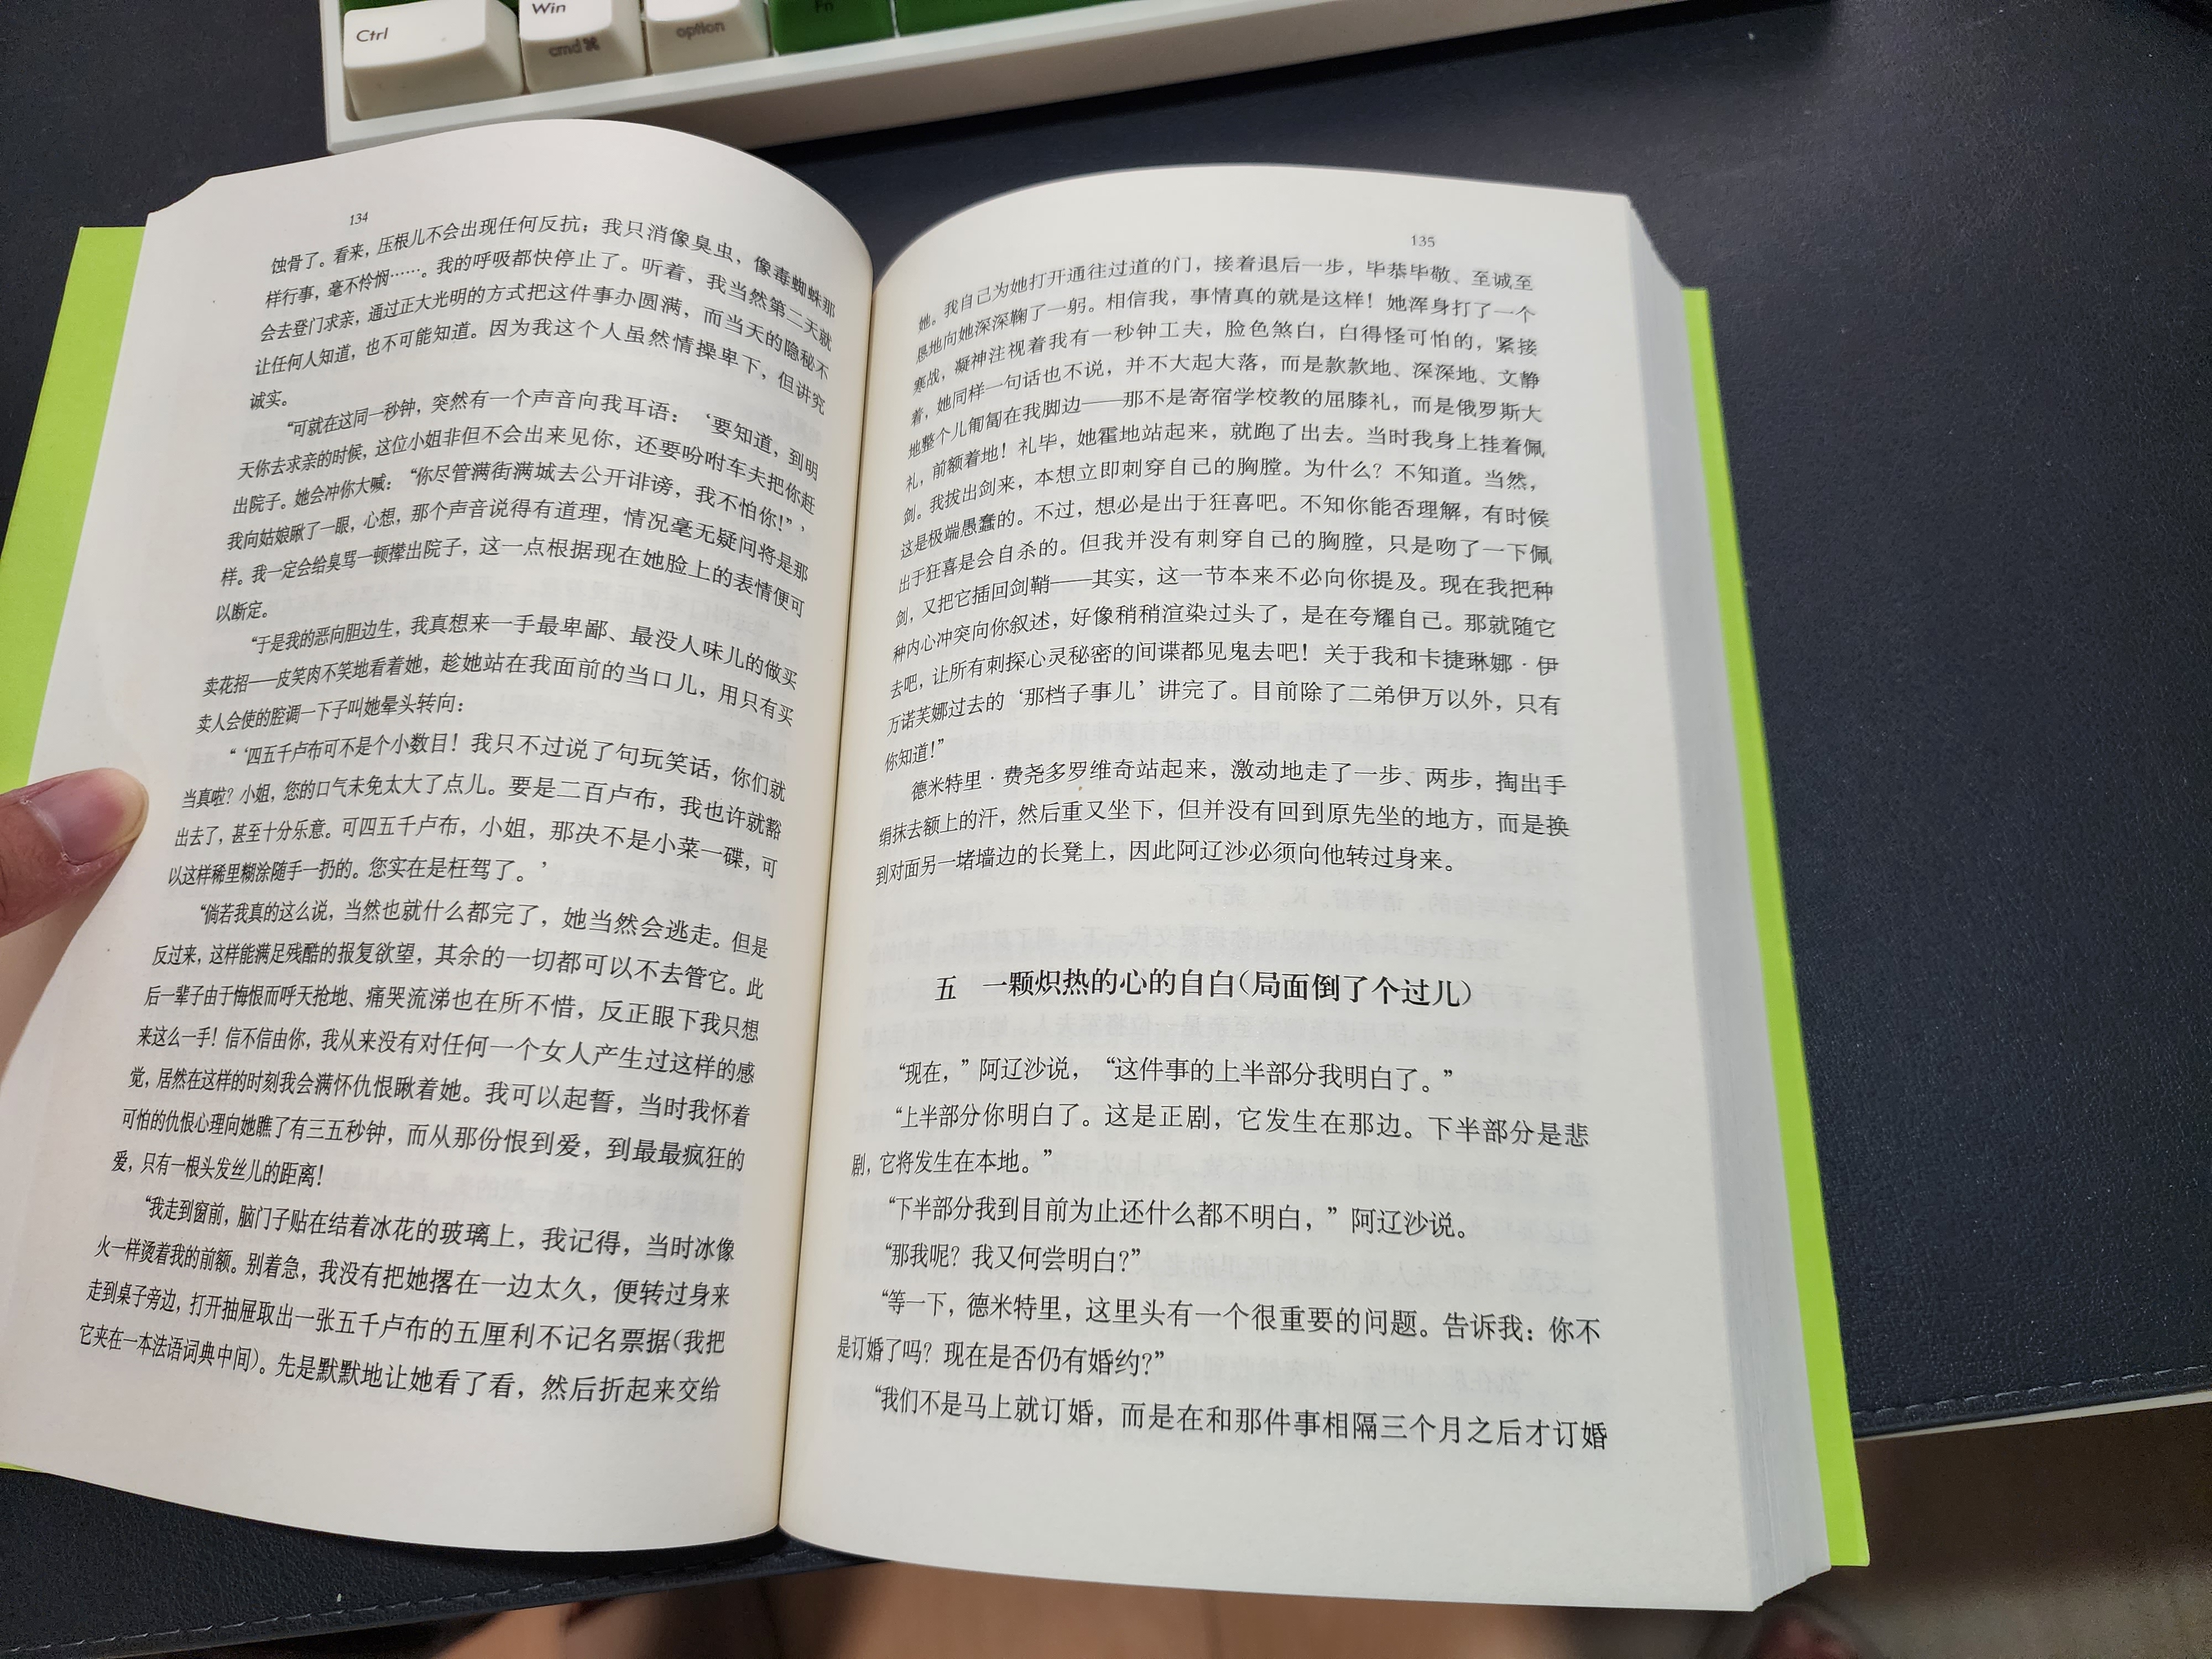 Ctrl
Win
cmd⌘
option
Fn
134
蚀骨了。看来，压根儿不会出现任何反抗；我只消像臭虫，像毒蜘蛛那
样行事，毫不怜悯……。我的呼吸都快停止了。听着，我当然第二天就
会去登门求亲，通过正大光明的方式把这件事办圆满，而当天的隐秘不
让任何人知道，也不可能知道。因为我这个人虽然情操卑下，但讲究
诚实。
“可就在这同一秒钟，突然有一个声音向我耳语：‘要知道，到明
天你去求亲的时候，这位小姐非但不会出来见你，还要吩咐车夫把你赶
出院子。她会冲你大喊：“你尽管满街满城去公开诽谤，我不怕你！”’
我向姑娘瞅了一眼，心想，那个声音说得有道理，情况毫无疑问将是那
样。我一定会给臭骂一顿撵出院子，这一点根据现在她脸上的表情便可
以断定。
“于是我的恶向胆边生，我真想来一手最卑鄙、最没人味儿的做买
卖花招——皮笑肉不笑地看着她，趁她站在我面前的当口儿，用只有买
卖人会使的腔调一下子叫她晕头转向：
“‘四五千卢布可不是个小数目！我只不过说了句玩笑话，你们就
当真啦？小姐，您的口气未免太大了点儿。要是二百卢布，我也许就豁
出去了，甚至十分乐意。可四五千卢布，小姐，那决不是小菜一碟，可
以这样稀里糊涂随手一扔的。您实在是枉驾了。’
“倘若我真的这么说，当然也就什么都完了，她当然会逃走。但是
反过来，这样能满足残酷的报复欲望，其余的一切都可以不去管它。此
后一辈子由于悔恨而呼天抢地、痛哭流涕也在所不惜，反正眼下我只想
来这么一手！信不信由你，我从来没有对任何一个女人产生过这样的感
觉，居然在这样的时刻我会满怀仇恨瞅着她。我可以起誓，当时我怀着
可怕的仇恨心理向她瞧了有三五秒钟，而从那份恨到爱，到最最疯狂的
爱，只有一根头发丝儿的距离！
“我走到窗前，脑门子贴在结着冰花的玻璃上，我记得，当时冰像
火一样烫着我的前额。别着急，我没有把她撂在一边太久，便转过身来
走到桌子旁边，打开抽屉取出一张五千卢布的五厘利不记名票据（我把
它夹在一本法语词典中间）。先是默默地让她看了看，然后折起来交给
135
她。我自己为她打开通往过道的门，接着退后一步，毕恭毕敬、至诚至
恳地向她深深鞠了一躬。相信我，事情真的就是这样！她浑身打了一个
寒战，凝神注视着我有一秒钟工夫，脸色煞白，白得怪可怕的，紧接
着，她同样一句话也不说，并不大起大落，而是款款地、深深地、文静
地整个儿匍匐在我脚边——那不是寄宿学校教的屈膝礼，而是俄罗斯大
礼，前额着地！礼毕，她霍地站起来，就跑了出去。当时我身上挂着佩
剑。我拔出剑来，本想立即刺穿自己的胸膛。为什么？不知道。当然，
这是极端愚蠢的。不过，想必是出于狂喜吧。不知你能否理解，有时候
出于狂喜是会自杀的。但我并没有刺穿自己的胸膛，只是吻了一下佩
剑，又把它插回剑鞘——其实，这一节本来不必向你提及。现在我把种
种内心冲突向你叙述，好像稍稍渲染过头了，是在夸耀自己。那就随它
去吧，让所有刺探心灵秘密的间谍都见鬼去吧！关于我和卡捷琳娜·伊
万诺芙娜过去的‘那档子事儿’讲完了。目前除了二弟伊万以外，只有
你知道！”
德米特里·费尧多罗维奇站起来，激动地走了一步、两步，掏出手
绢抹去额上的汗，然后重又坐下，但并没有回到原先坐的地方，而是换
到对面另一堵墙边的长凳上，因此阿辽沙必须向他转过身来。
五 一颗炽热的心的自白（局面倒了个过儿）
“现在，”阿辽沙说，“这件事的上半部分我明白了。”
“上半部分你明白了。这是正剧，它发生在那边。下半部分是悲
剧，它将发生在本地。”
“下半部分我到目前为止还什么都不明白，”阿辽沙说。
“那我呢？我又何尝明白？”
“等一下，德米特里，这里头有一个很重要的问题。告诉我：你不
是订婚了吗？现在是否仍有婚约？”
“我们不是马上就订婚，而是在和那件事相隔三个月之后才订婚